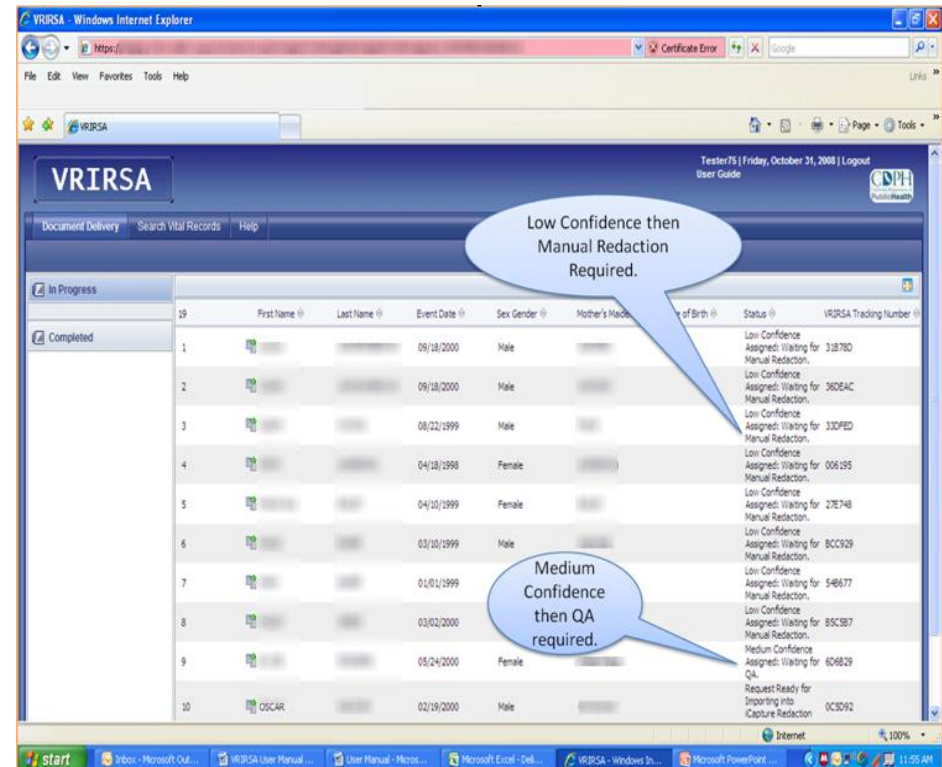 VRIRSA - Windows Internet Explorer
https:/
Certificate Error
Google
File Edit View Favorites Tools Help
Links
VRIRSA
Page Tools
Tester75 | Friday, October 31, 2008 | Logout
User Guide
VRIRSA
CDPH
PublicHealth
Document Delivery Search Vital Records Help
Low Confidence then
Manual Redaction
Required.
In Progress
Completed
19 First Name Last Name Event Date Sex Gender Mother's of Birth Status VRIRSA Tracking Number
Low Confidence
1 09/18/2000 Male Assigned: Waiting for 31B78D
Manual Redaction.
Low Confidence
2 09/18/2000 Male Assigned: Waiting for 36DEAC
Manual Redaction.
Low Confidence
3 08/22/1999 Male Assigned: Waiting for 33DFED
Manual Redaction.
Low Confidence
4 04/18/1998 Female Assigned: Waiting for 006195
Manual Redaction.
Low Confidence
5 04/10/1999 Female Assigned: Waiting for 27E748
Manual Redaction.
Low Confidence
6 03/10/1999 Male Assigned: Waiting for BCC929
Manual Redaction.
Low Confidence
7 01/01/1999 Assigned: Waiting for 54B677
Manual Redaction.
Low Confidence
8 03/02/2000 Assigned: Waiting for B5C5B7
Manual Redaction.
Medium
Confidence
then QA
required.
Medium Confidence
9 05/24/2000 Female Assigned: Waiting for 6D6B29
QA.
Request Ready for
10 OSCAR 02/19/2000 Male Importing into 0C5D92
iCapture Redaction
Internet 100%
start Inbox - Microsoft Out... VRIRSA User Manual ... User Manual - Micros... Microsoft Excel - Deli... VRIRSA - Windows In... Microsoft PowerPoint ... 11:55 AM